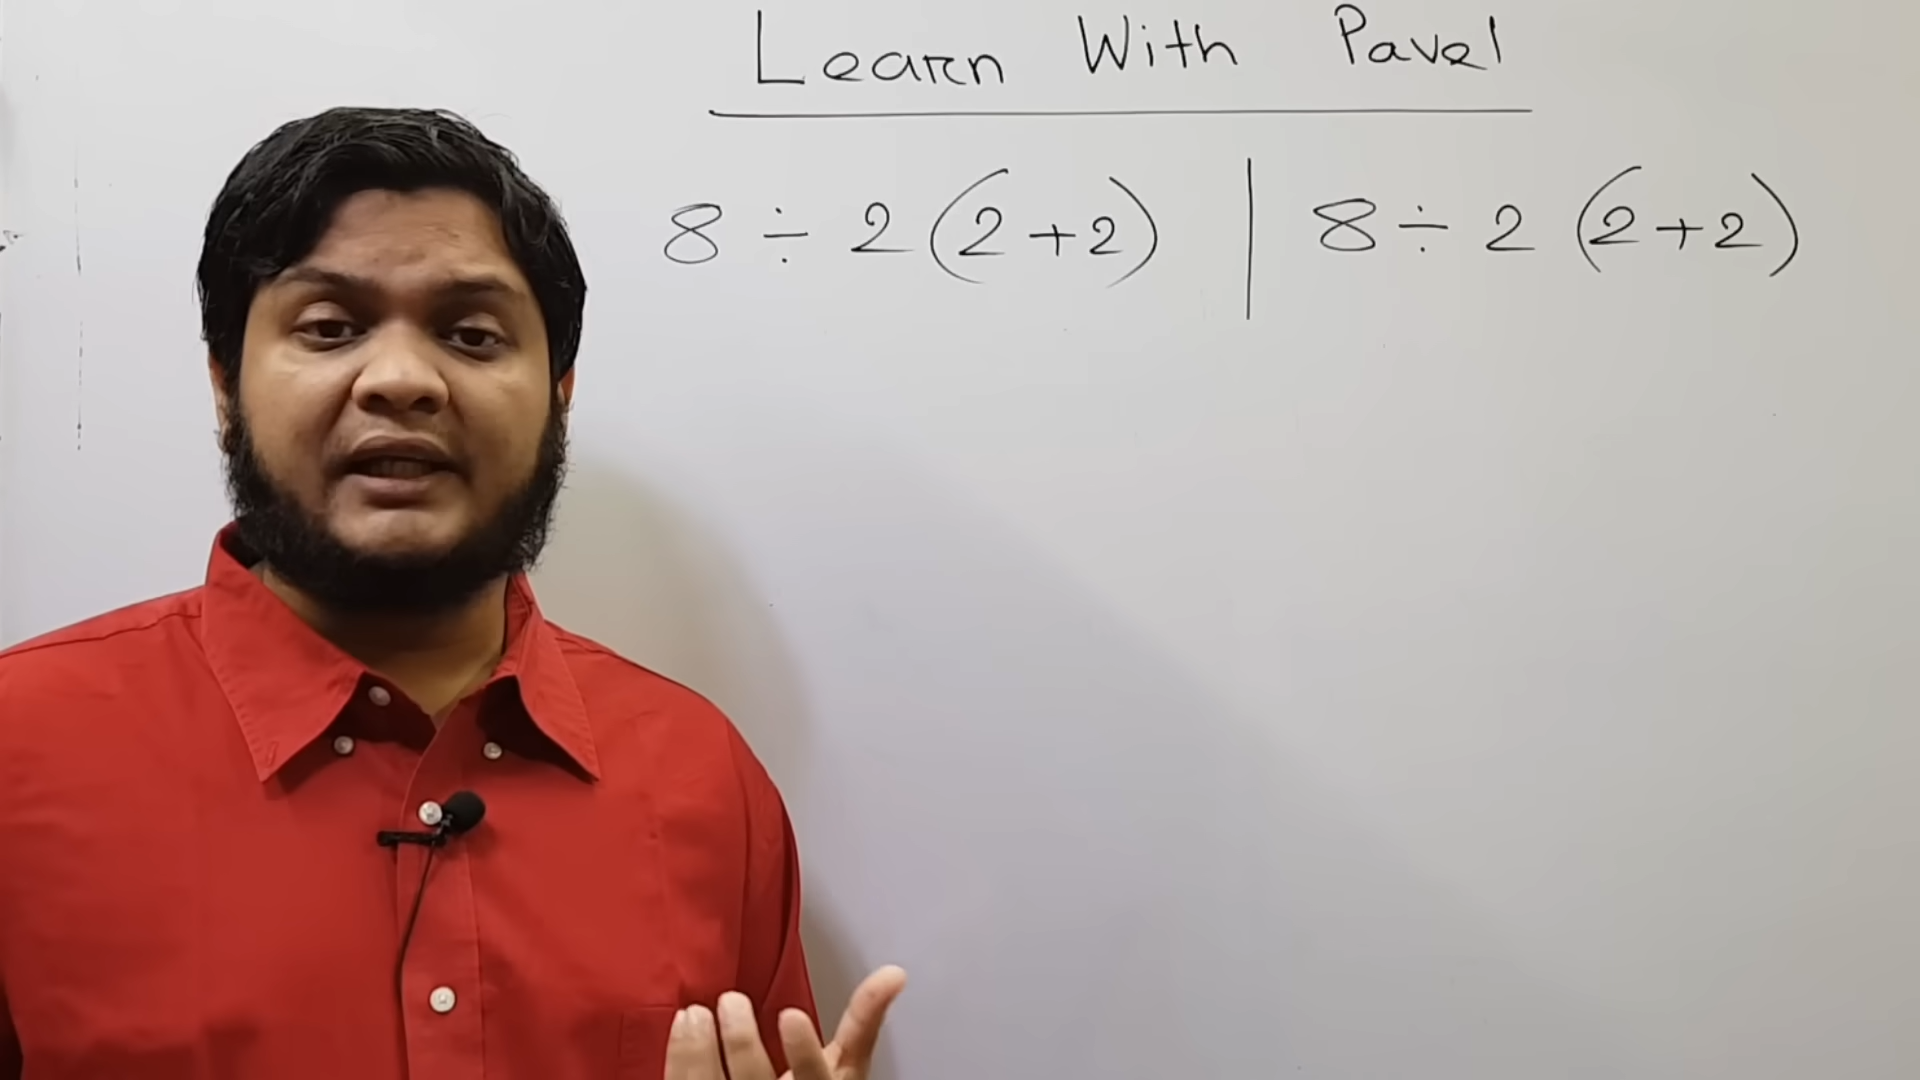 Learn With Pavel
8 ÷ 2 (2 + 2) | 8 ÷ 2 (2 + 2)